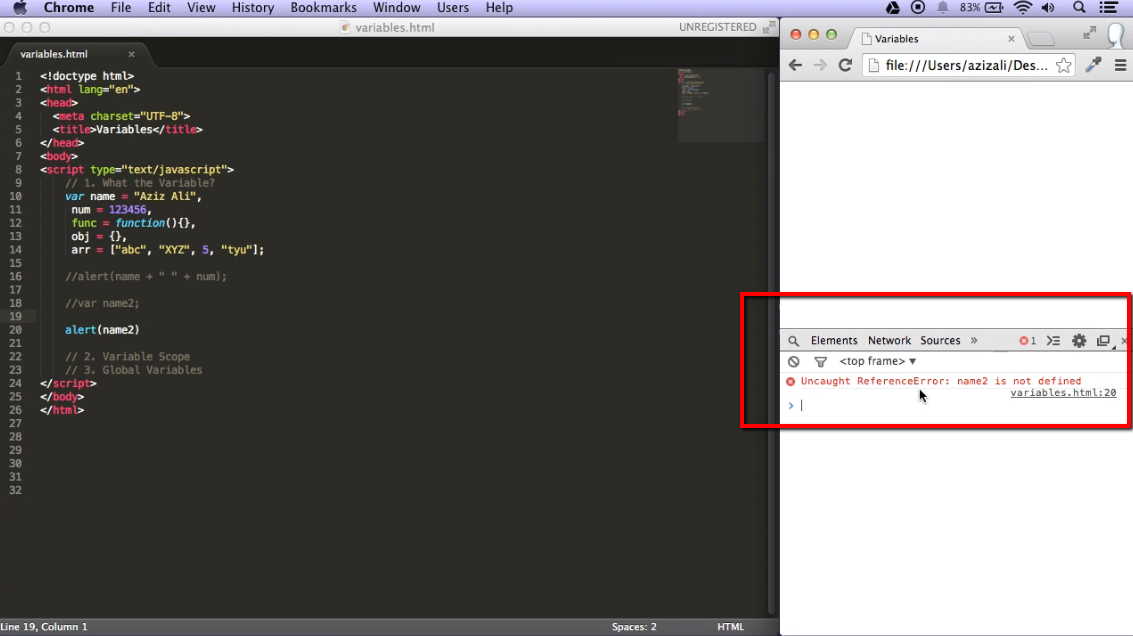 Chrome File Edit View History Bookmarks Window Users Help 83%
variables.html UNREGISTERED
variables.html ×
1 <!doctype html>
2 <html lang="en">
3 <head>
4 <meta charset="UTF-8">
5 <title>Variables</title>
6 </head>
7 <body>
8 <script type="text/javascript">
9 // 1. What the Variable?
10 var name = "Aziz Ali",
11 num = 123456,
12 func = function(){},
13 obj = {},
14 arr = ["abc", "XYZ", 5, "tyu"];
15
16 //alert(name + " " + num);
17
18 //var name2;
19
20 alert(name2)
21
22 // 2. Variable Scope
23 // 3. Global Variables
24 </script>
25 </body>
26 </html>
27
28
29
30
31
32
Line 19, Column 1 Spaces: 2 HTML
Variables ×
file:///Users/azizali/Des...
Elements Network Sources » 1
<top frame> ▼
Uncaught ReferenceError: name2 is not defined
variables.html:20
>